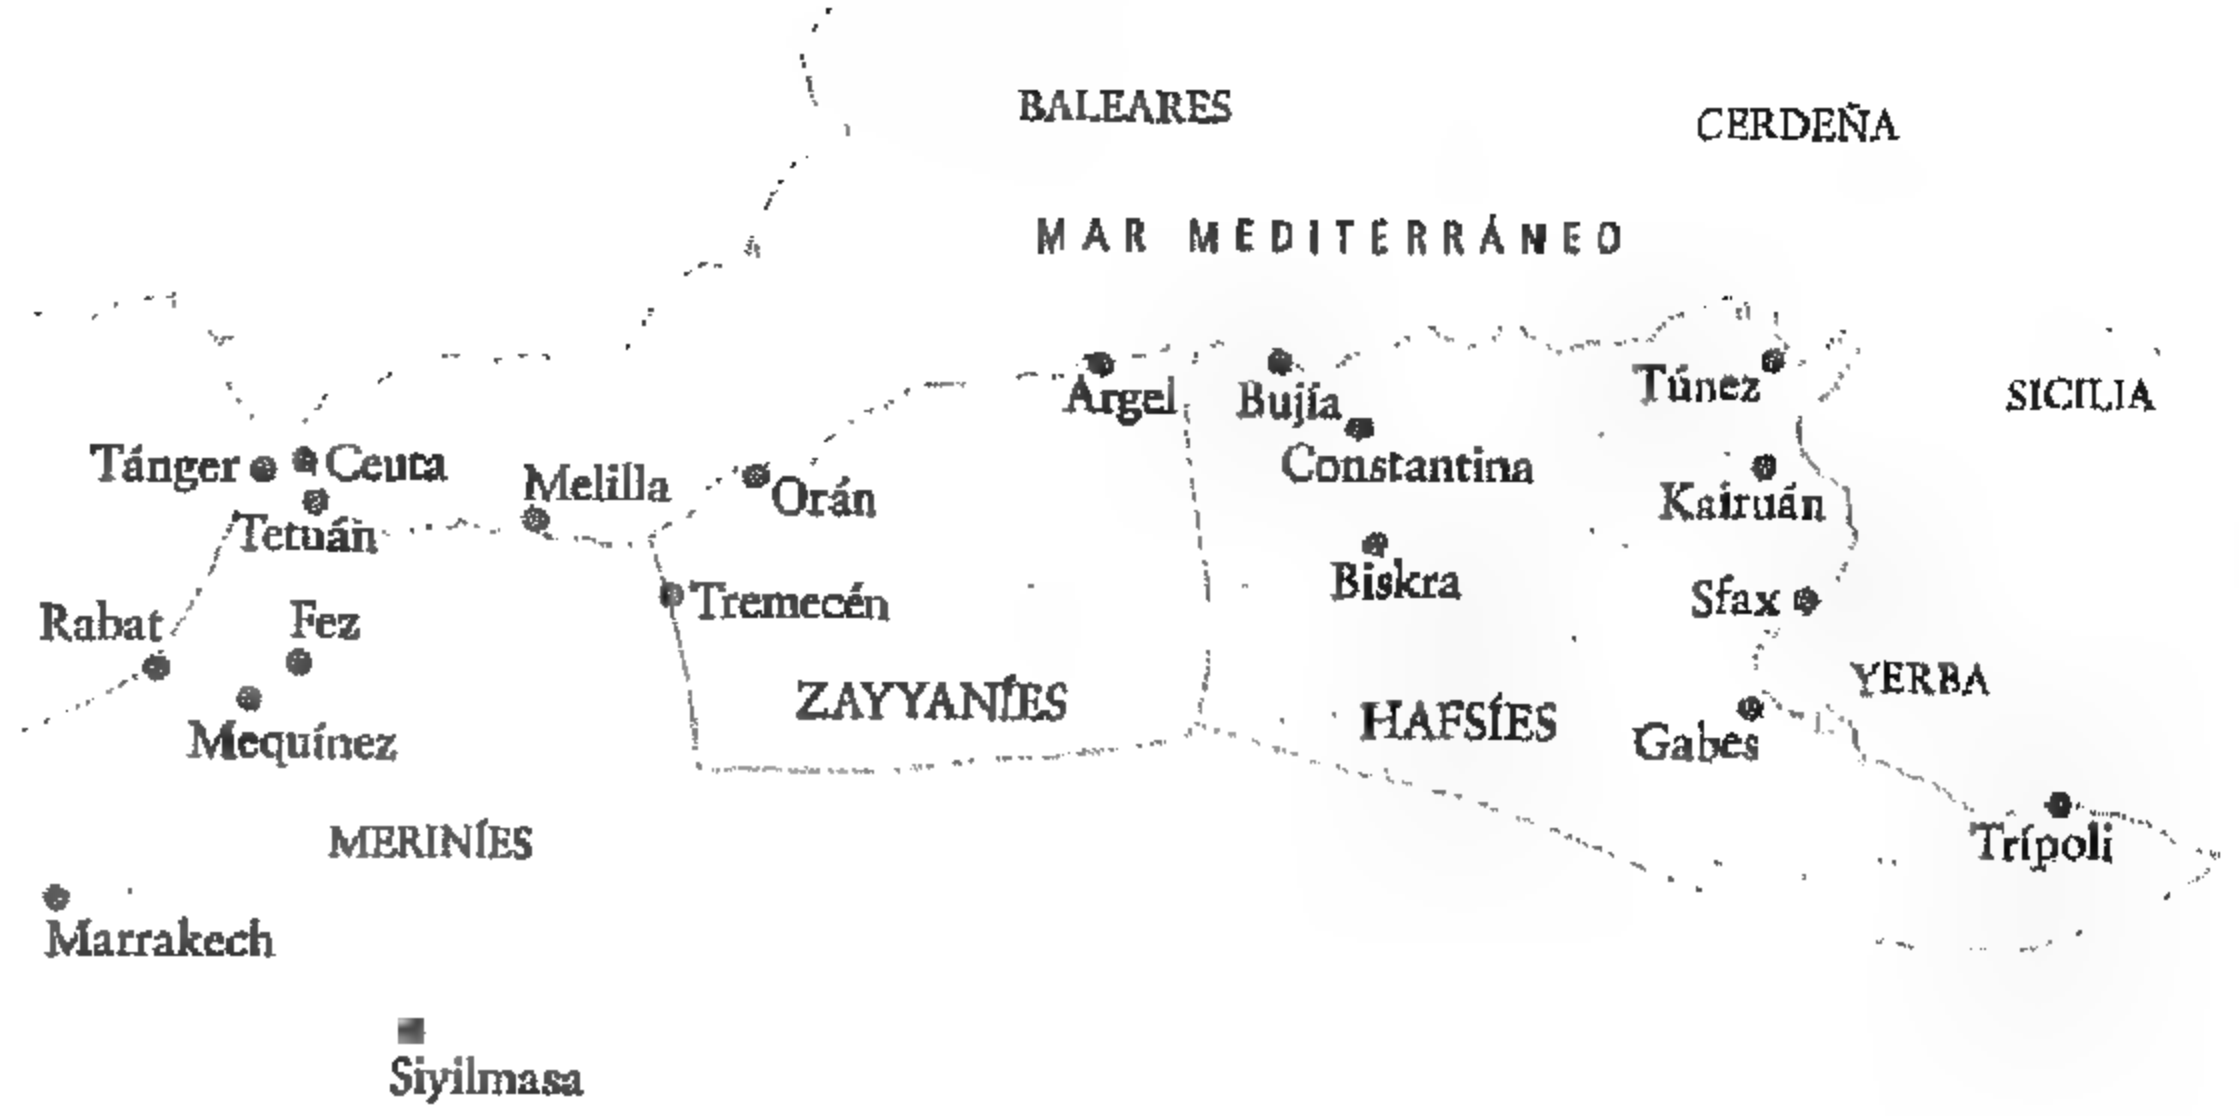 BALEARES
CERDEÑA
MAR MEDITERRÁNEO
Argel
Bujía
Túnez
SICILIA
Tánger
Ceuta
Melilla
Orán
Constantina
Kairuán
Tetuán
Biskra
Sfax
Tremecén
Rabat
Fez
YERBA
ZAYYANÍES
HAFSÍES
Gabes
Mequínez
MERINÍES
Trípoli
Marrakech
Siyilmasa